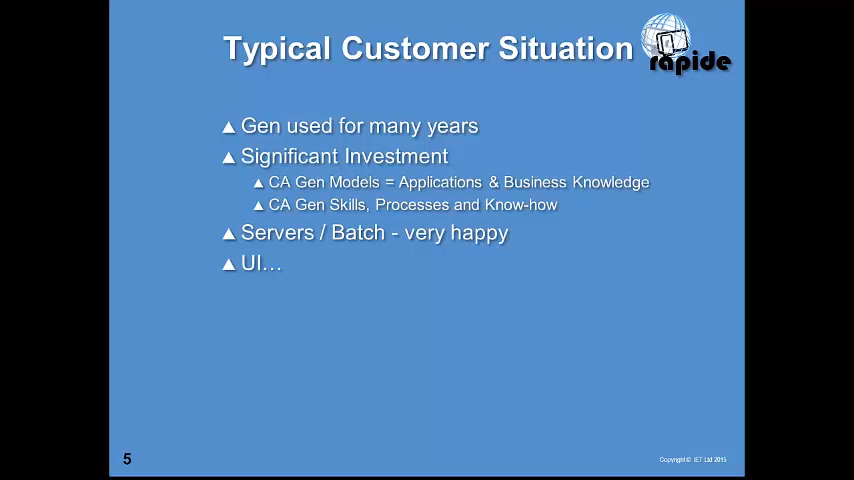 Typical Customer Situation
rapide
Gen used for many years
Significant Investment
CA Gen Models = Applications & Business Knowledge
CA Gen Skills, Processes and Know-how
Servers / Batch - very happy
UI…
5
Copyright © IET Ltd 2015